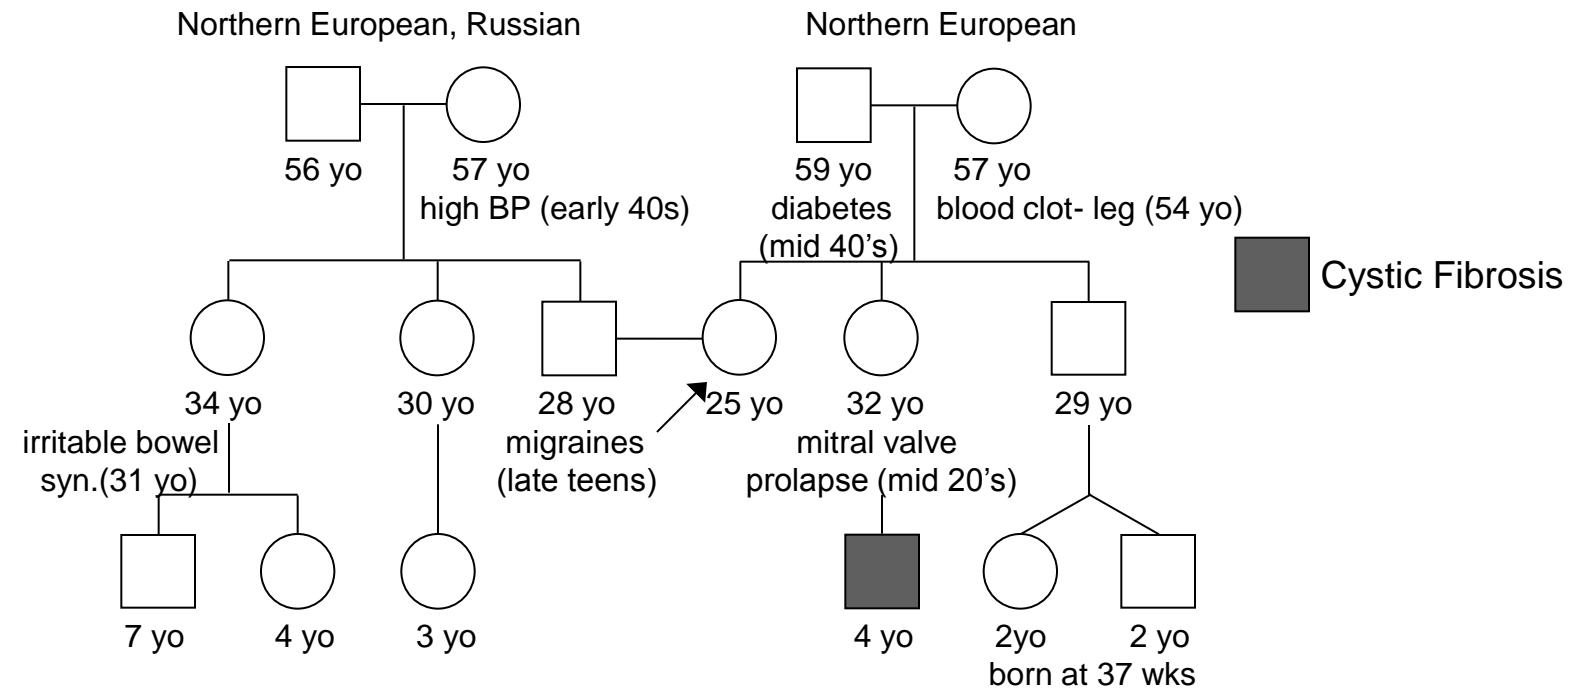 Northern European, Russian
Northern European
56 yo
57 yo
high BP (early 40s)
59 yo
diabetes
(mid 40’s)
57 yo
blood clot- leg (54 yo)
Cystic Fibrosis
34 yo
irritable bowel
syn.(31 yo)
30 yo
28 yo
migraines
(late teens)
25 yo
32 yo
mitral valve
prolapse (mid 20’s)
29 yo
7 yo
4 yo
3 yo
4 yo
2yo
2 yo
born at 37 wks